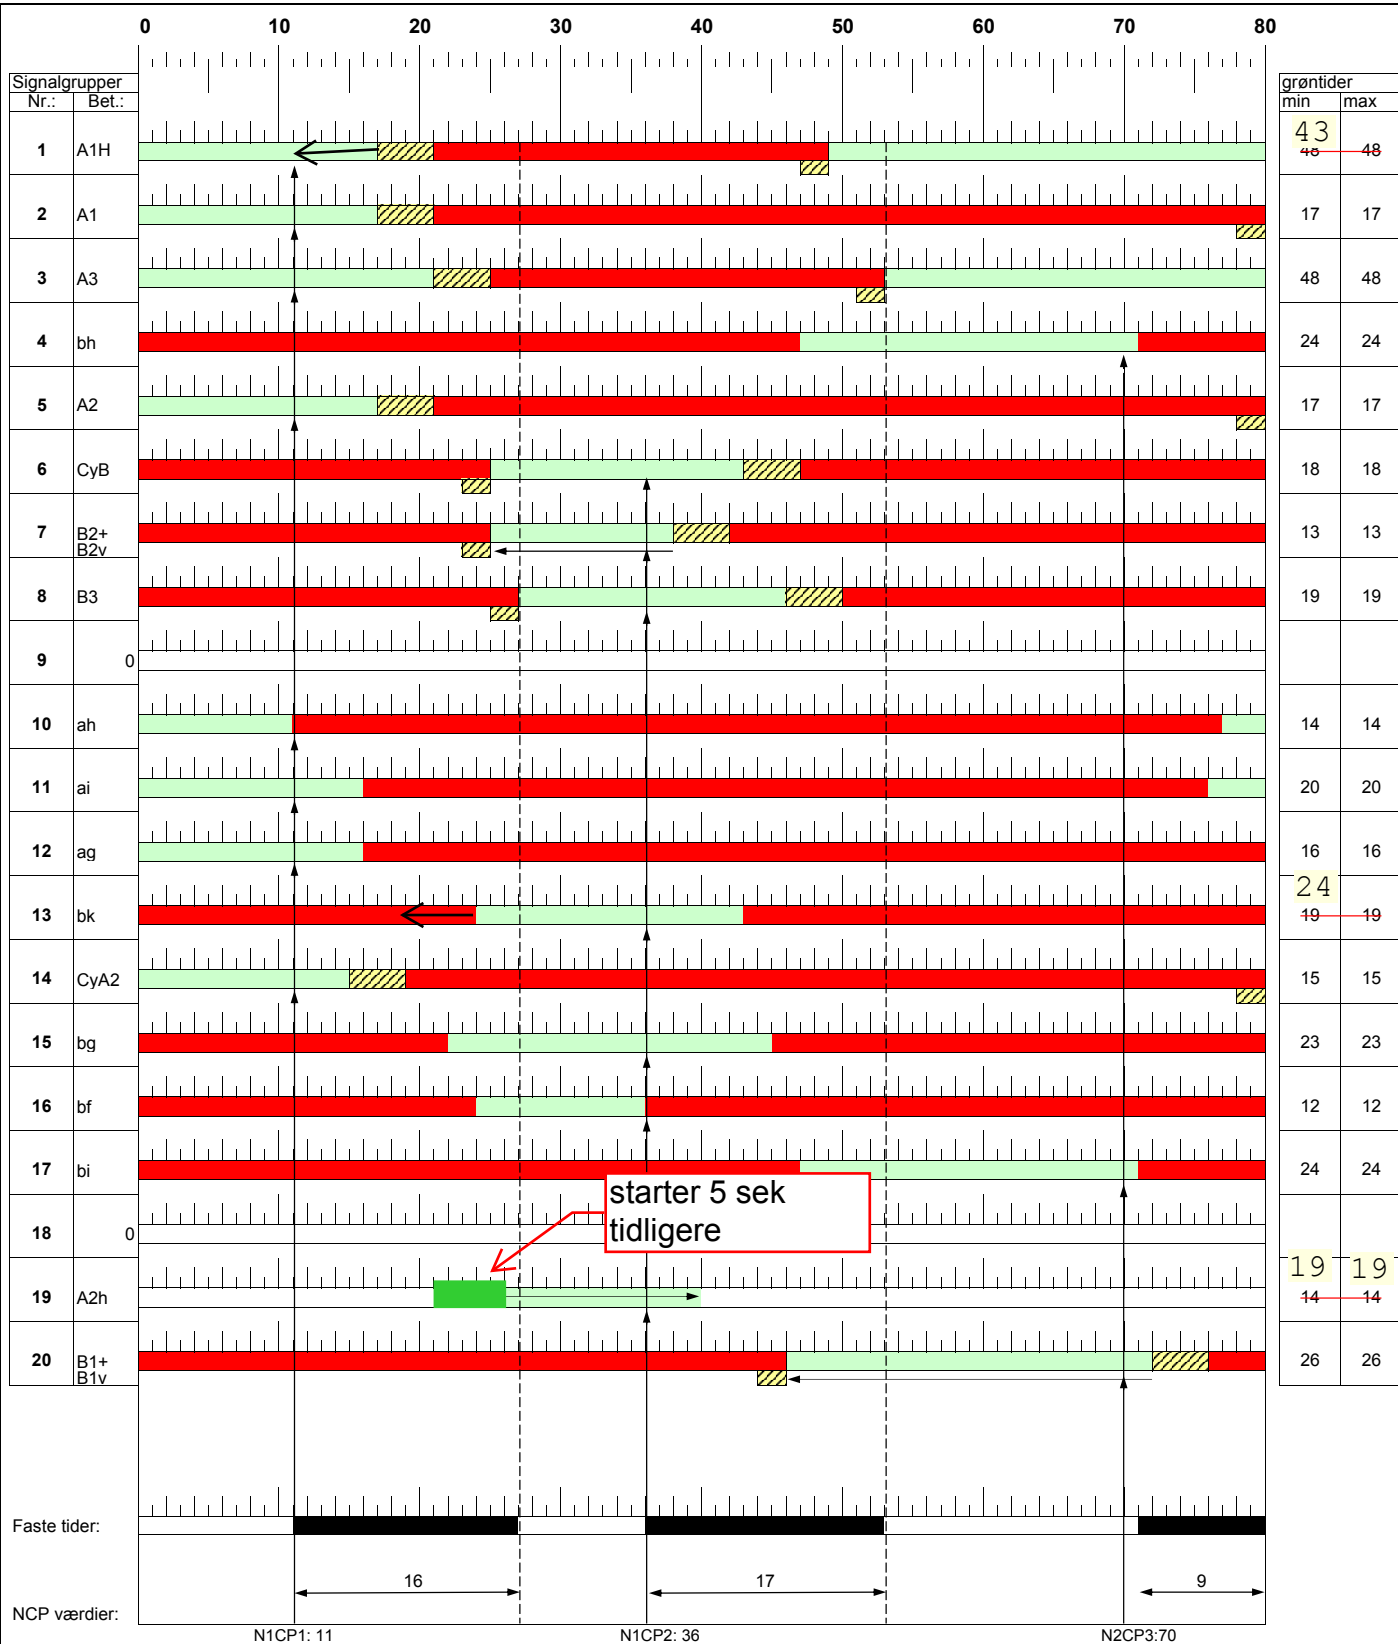 0 10 20 30 40 50 60 70 80
Signalgrupper grøntider
Nr.: Bet.: min max
43
1 A1H 48 48
2 A1 17 17
3 A3 48 48
4 bh 24 24
5 A2 17 17
6 CyB 18 18
7 B2+ 13 13
B2v
8 B3 19 19
9 0
10 ah 14 14
11 ai 20 20
12 ag 16 16
24
13 bk 19 19
14 CyA2 15 15
15 bg 23 23
16 bf 12 12
17 bi 24 24
starter 5 sek
tidligere
18 0
19 19
19 A2h 14 14
20 B1+ 26 26
B1v
Faste tider:
16 17 9
NCP værdier:
N1CP1: 11 N1CP2: 36 N2CP3:70